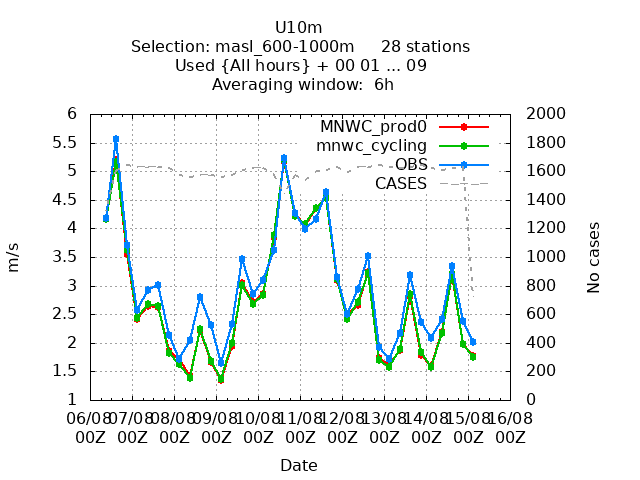 U10m
Selection: masl_600-1000m 28 stations
Used {All hours} + 00 01 ... 09
Averaging window: 6h
6
5.5
5
4.5
4
3.5
3
2.5
2
1.5
1
m/s
MNWC_prod0
mnwc_cycling
OBS
CASES
2000
1800
1600
1400
1200
1000
800
600
400
200
0
No cases
06/08 07/08 08/08 09/08 10/08 11/08 12/08 13/08 14/08 15/08 16/08
00Z 00Z 00Z 00Z 00Z 00Z 00Z 00Z 00Z 00Z 00Z
Date